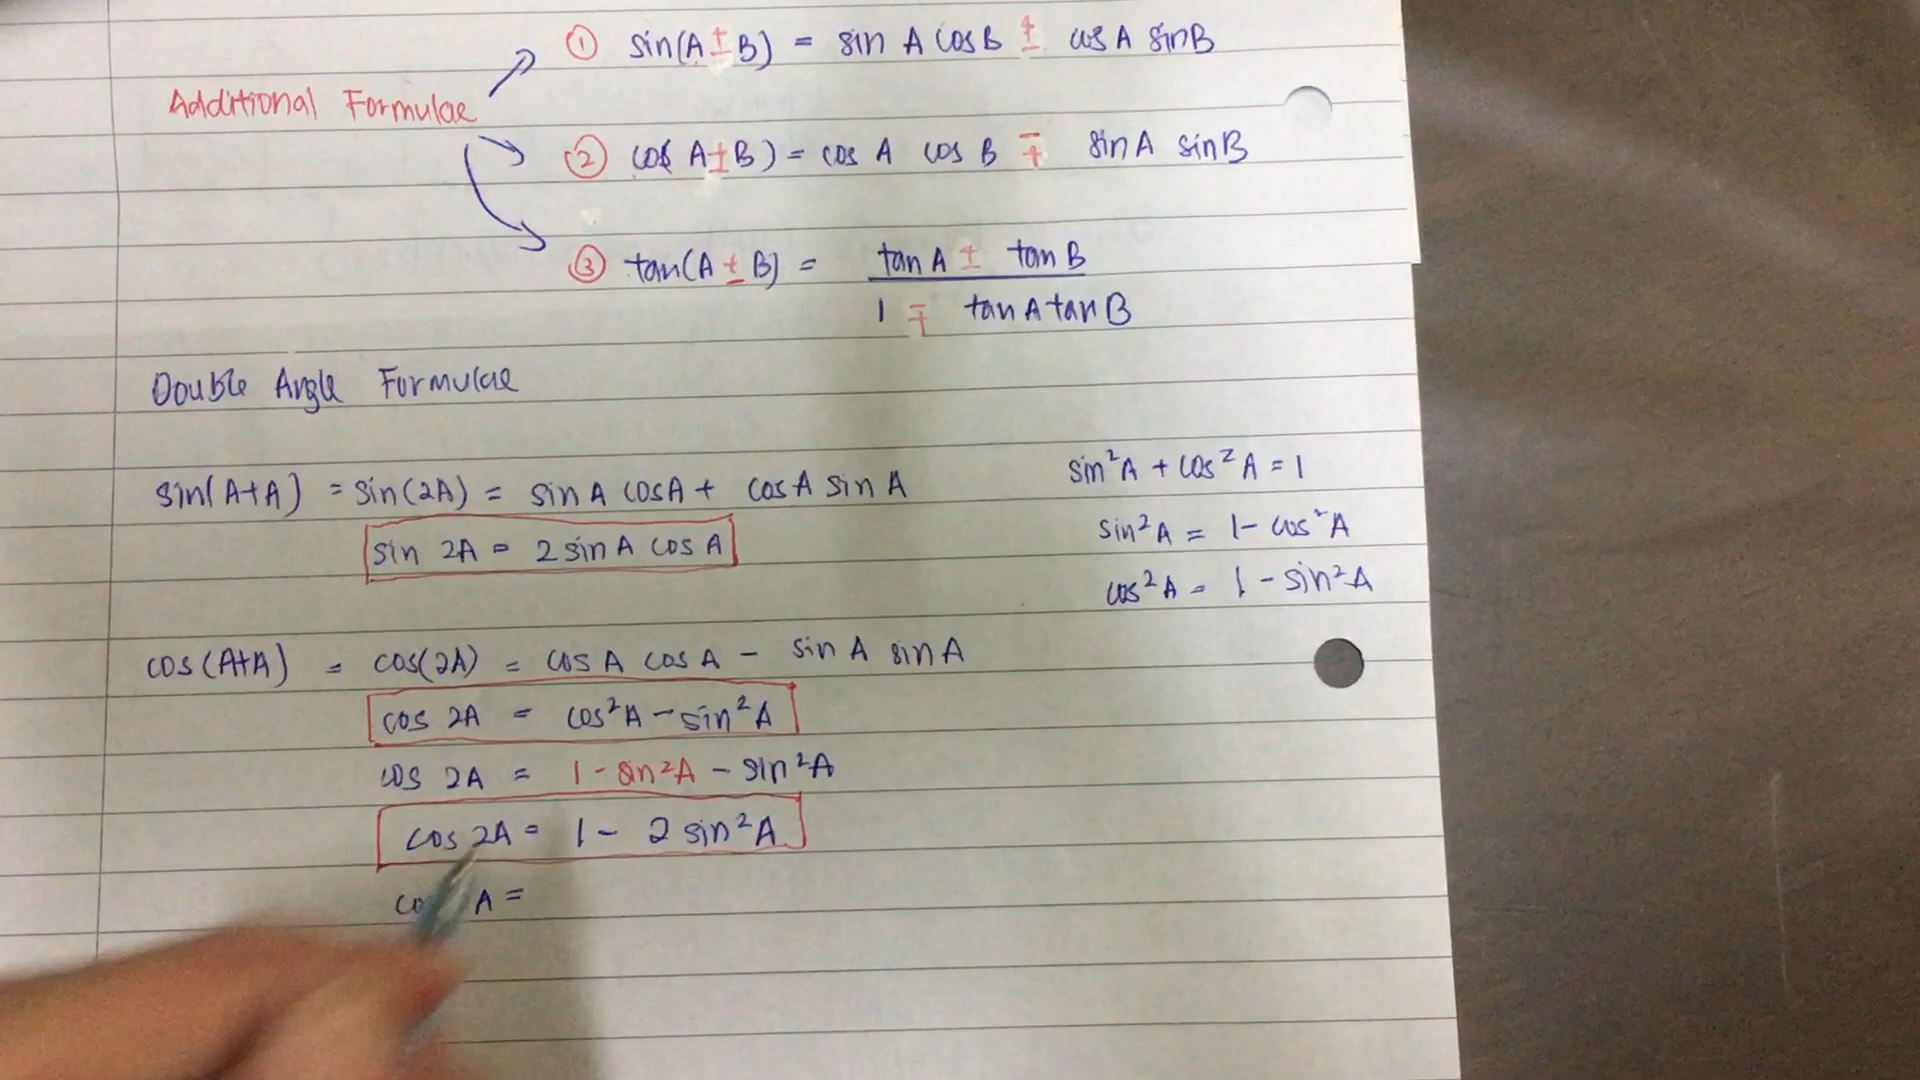 ① sin(A ± B) = sin A cos B ± cos A sin B
Additional Formulae
② cos( A ± B ) = cos A cos B ∓ sin A sin B
③ tan(A ± B) = tan A ± tan B
1 ∓ tan A tan B
Double Angle Formulae
sin(A+A) = sin(2A) = sin A cos A + cos A sin A
sin 2A = 2 sin A cos A
sin²A + cos²A = 1
sin²A = 1 - cos²A
cos²A = 1 - sin²A
cos(A+A) = cos(2A) = cos A cos A - sin A sin A
cos 2A = cos²A - sin²A
cos 2A = 1 - sin²A - sin²A
cos 2A = 1 - 2 sin²A
A =